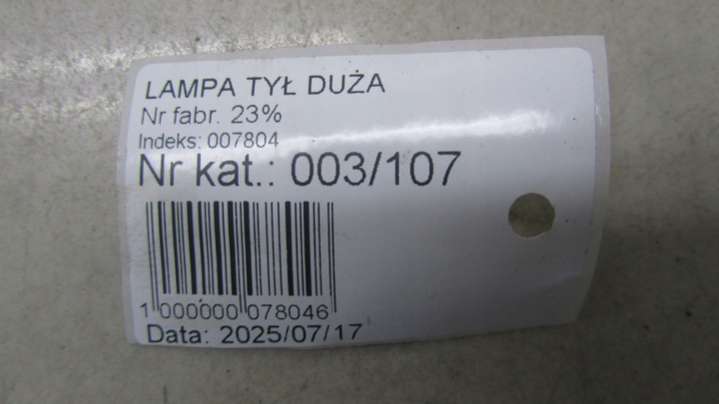 LAMPA TYŁ DUŻA
Nr fabr. 23%
Indeks: 007804
Nr kat.: 003/107
1 000000 078046
Data: 2025/07/17